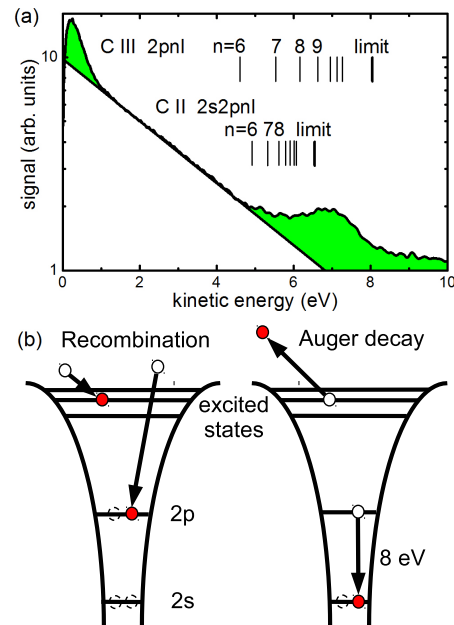 (a)
C III 2pnl n=6 7 8 9 limit
C II 2s2pnl
n=6 78 limit
10
1
signal (arb. units)
0 2 4 6 8 10
kinetic energy (eV)
(b) Recombination Auger decay
excited
states
2p
8 eV
2s